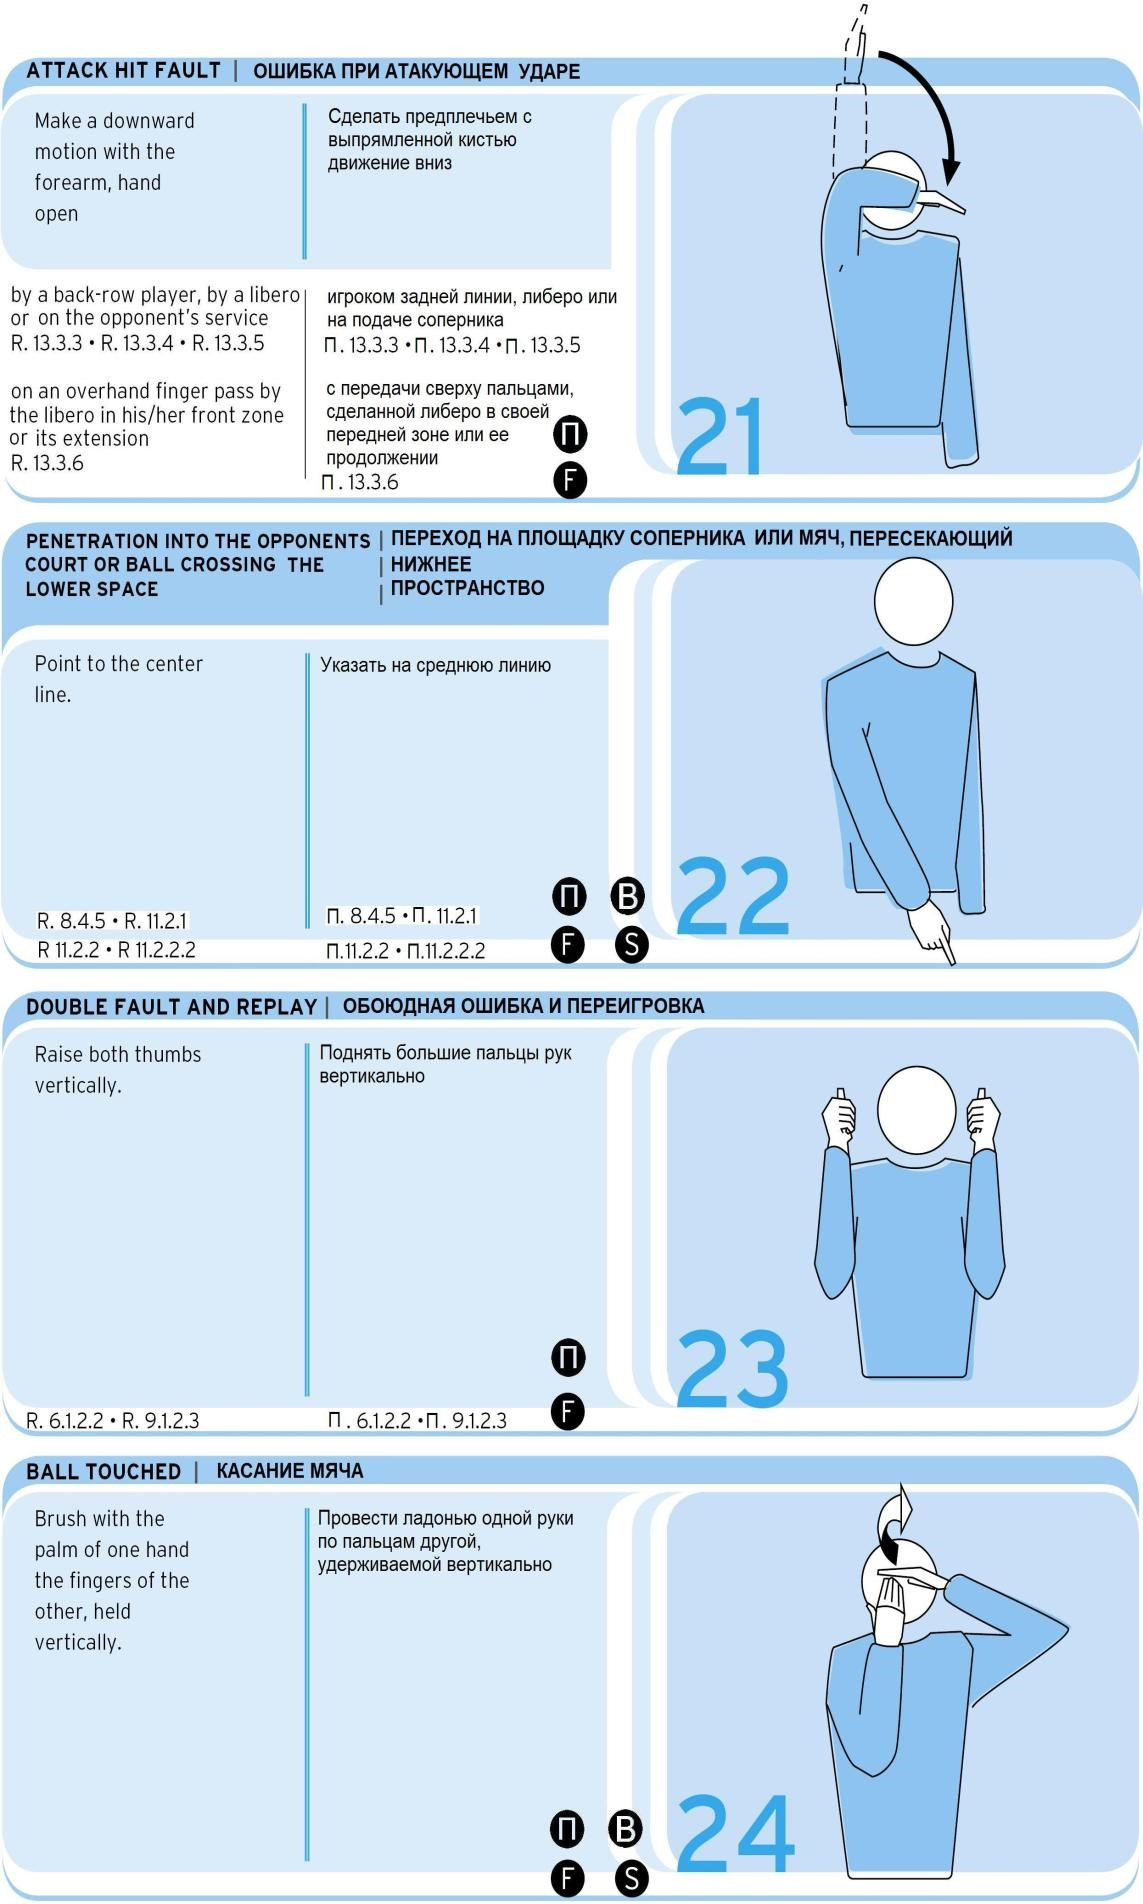 ATTACK HIT FAULT | ОШИБКА ПРИ АТАКУЮЩЕМ УДАРЕ
Make a downward
motion with the
forearm, hand
open
Сделать предплечьем с
выпрямленной кистью
движение вниз
by a back-row player, by a libero
or on the opponent's service
R. 13.3.3 • R. 13.3.4 • R. 13.3.5
on an overhand finger pass by
the libero in his/her front zone
or its extension
R. 13.3.6
игроком задней линии, либеро или
на подаче соперника
П. 13.3.3 • П. 13.3.4 • П. 13.3.5
с передачи сверху пальцами,
сделанной либеро в своей
передней зоне или ее
продолжении
П. 13.3.6
П
F
21
PENETRATION INTO THE OPPONENTS
COURT OR BALL CROSSING THE
LOWER SPACE
ПЕРЕХОД НА ПЛОЩАДКУ СОПЕРНИКА ИЛИ МЯЧ, ПЕРЕСЕКАЮЩИЙ
НИЖНЕЕ
ПРОСТРАНСТВО
Point to the center
line.
Указать на среднюю линию
R. 8.4.5 • R. 11.2.1
R 11.2.2 • R 11.2.2.2
П. 8.4.5 • П. 11.2.1
П.11.2.2 • П.11.2.2.2
П B
F S
22
DOUBLE FAULT AND REPLAY | ОБОЮДНАЯ ОШИБКА И ПЕРЕИГРОВКА
Raise both thumbs
vertically.
Поднять большие пальцы рук
вертикально
R. 6.1.2.2 • R. 9.1.2.3
П. 6.1.2.2 • П. 9.1.2.3
П
F
23
BALL TOUCHED | КАСАНИЕ МЯЧА
Brush with the
palm of one hand
the fingers of the
other, held
vertically.
Провести ладонью одной руки
по пальцам другой,
удерживаемой вертикально
П B
F S
24